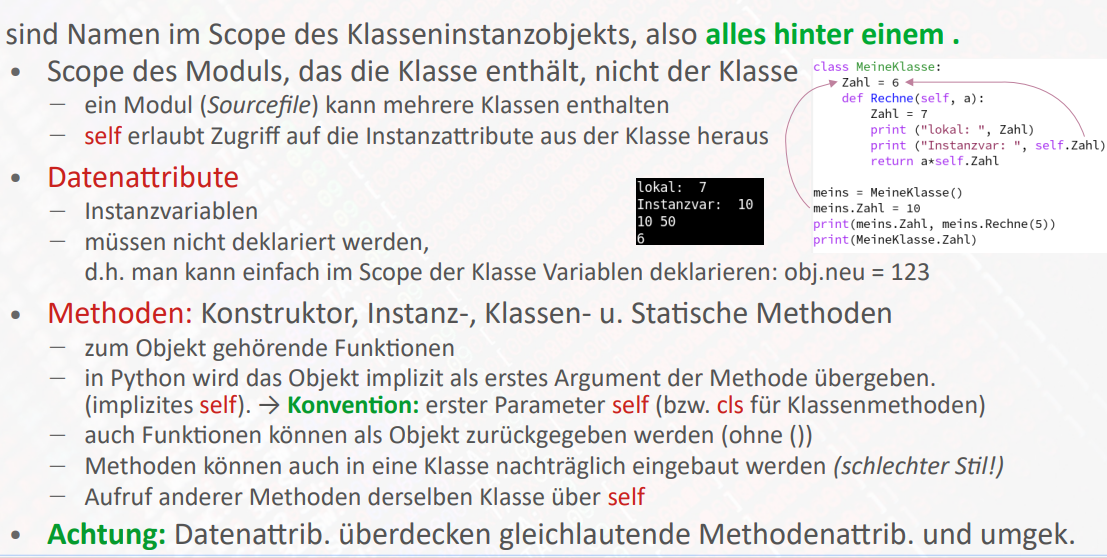 sind Namen im Scope des Klasseninstanzobjekts, also alles hinter einem .
• Scope des Moduls, das die Klasse enthält, nicht der Klasse
– ein Modul (Sourcefile) kann mehrere Klassen enthalten
– self erlaubt Zugriff auf die Instanzattribute aus der Klasse heraus
class MeineKlasse:
    Zahl = 6
    def Rechne(self, a):
        Zahl = 7
        print ("lokal: ", Zahl)
        print ("Instanzvar: ", self.Zahl)
        return a*self.Zahl
meins = MeineKlasse()
meins.Zahl = 10
print(meins.Zahl, meins.Rechne(5))
print(MeineKlasse.Zahl)
lokal:  7
Instanzvar:  10
10 50
6
• Datenattribute
– Instanzvariablen
– müssen nicht deklariert werden,
d.h. man kann einfach im Scope der Klasse Variablen deklarieren: obj.neu = 123
• Methoden: Konstruktor, Instanz-, Klassen- u. Statische Methoden
– zum Objekt gehörende Funktionen
– in Python wird das Objekt implizit als erstes Argument der Methode übergeben.
(implizites self). → Konvention: erster Parameter self (bzw. cls für Klassenmethoden)
– auch Funktionen können als Objekt zurückgegeben werden (ohne ())
– Methoden können auch in eine Klasse nachträglich eingebaut werden (schlechter Stil!)
– Aufruf anderer Methoden derselben Klasse über self
• Achtung: Datenattrib. überdecken gleichlautende Methodenattrib. und umgek.